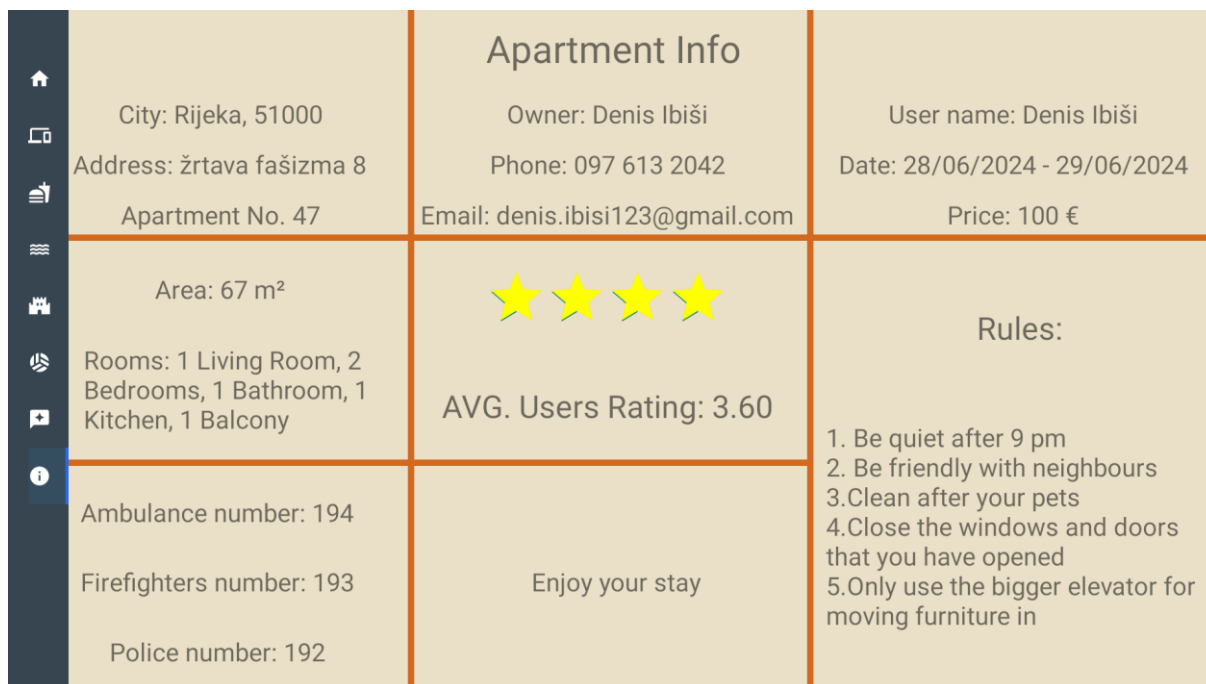 Apartment Info
City: Rijeka, 51000
Address: žrtava fašizma 8
Apartment No. 47
Owner: Denis Ibiši
Phone: 097 613 2042
Email: denis.ibisi123@gmail.com
User name: Denis Ibiši
Date: 28/06/2024 - 29/06/2024
Price: 100 €
Area: 67 m²
Rooms: 1 Living Room, 2
Bedrooms, 1 Bathroom, 1
Kitchen, 1 Balcony
AVG. Users Rating: 3.60
Rules:
1. Be quiet after 9 pm
2. Be friendly with neighbours
3.Clean after your pets
4.Close the windows and doors
that you have opened
5.Only use the bigger elevator for
moving furniture in
Ambulance number: 194
Firefighters number: 193
Police number: 192
Enjoy your stay